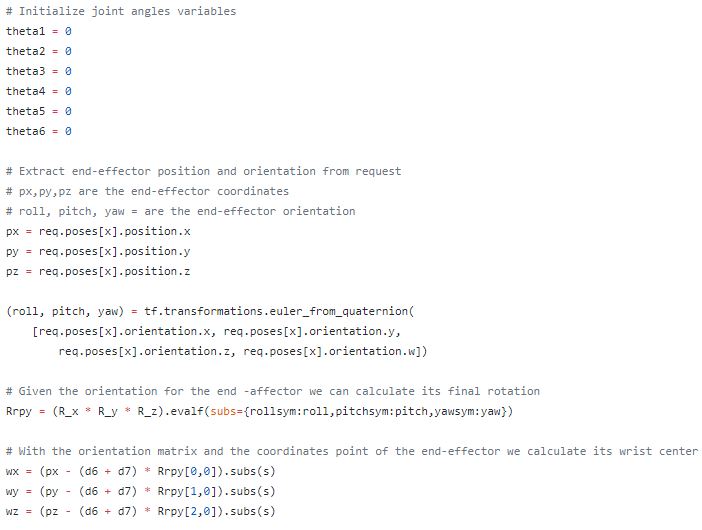 # Initialize joint angles variables
theta1 = 0
theta2 = 0
theta3 = 0
theta4 = 0
theta5 = 0
theta6 = 0
# Extract end-effector position and orientation from request
# px,py,pz are the end-effector coordinates
# roll, pitch, yaw = are the end-effector orientation
px = req.poses[x].position.x
py = req.poses[x].position.y
pz = req.poses[x].position.z
(roll, pitch, yaw) = tf.transformations.euler_from_quaternion(
[req.poses[x].orientation.x, req.poses[x].orientation.y,
req.poses[x].orientation.z, req.poses[x].orientation.w])
# Given the orientation for the end -affector we can calculate its final rotation
Rrpy = (R_x * R_y * R_z).evalf(subs={rollsym:roll,pitchsym:pitch,yawsym:yaw})
# With the orientation matrix and the coordinates point of the end-effector we calculate its wrist center
wx = (px - (d6 + d7) * Rrpy[0,0]).subs(s)
wy = (py - (d6 + d7) * Rrpy[1,0]).subs(s)
wz = (pz - (d6 + d7) * Rrpy[2,0]).subs(s)